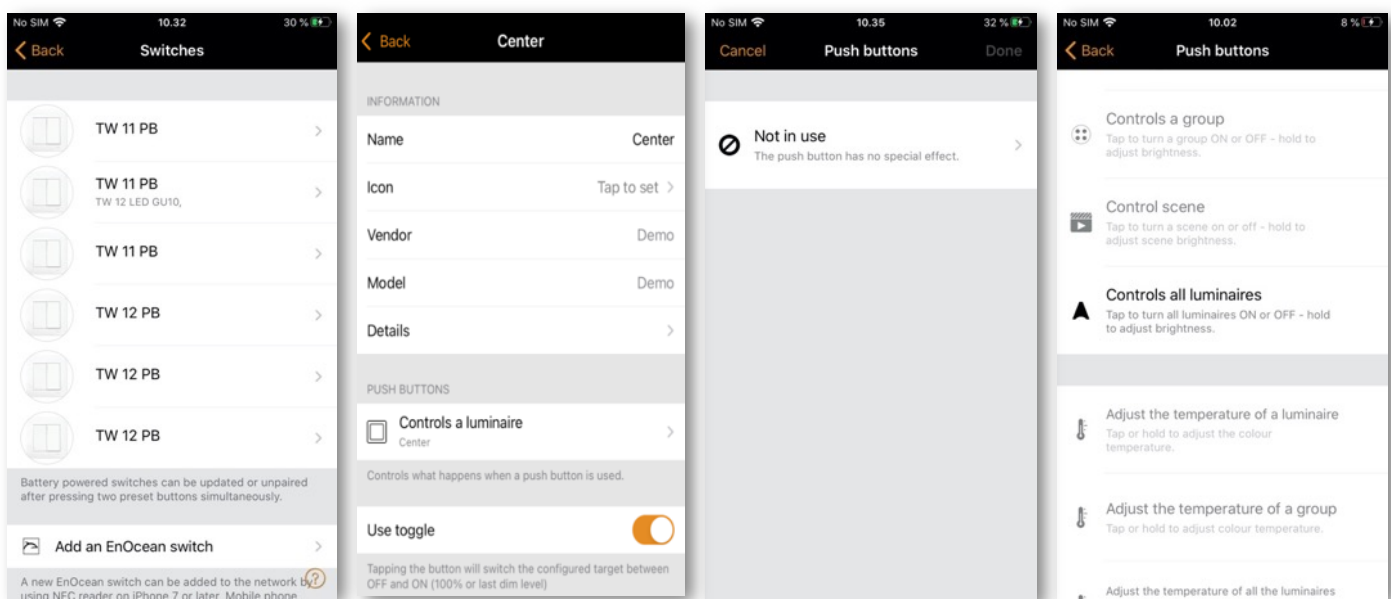 No SIM 10.32 30 %
Back Switches
TW 11 PB
TW 11 PB
TW 12 LED GU10,
TW 11 PB
TW 12 PB
TW 12 PB
TW 12 PB
Battery powered switches can be updated or unpaired
after pressing two preset buttons simultaneously.
Add an EnOcean switch
A new EnOcean switch can be added to the network by
?
using NFC reader on iPhone 7 or later. Mobile phone
Back Center
INFORMATION
Name Center
Icon Tap to set
Vendor Demo
Model Demo
Details
PUSH BUTTONS
Controls a luminaire
Center
Controls what happens when a push button is used.
Use toggle
Tapping the button will switch the configured target between
OFF and ON (100% or last dim level)
No SIM 10.35 32 %
Cancel Push buttons Done
Not in use
The push button has no special effect.
No SIM 10.02 8 %
Back Push buttons
Controls a group
Tap to turn a group ON or OFF - hold to
adjust brightness.
Control scene
Tap to turn a scene on or off - hold to
adjust scene brightness.
Controls all luminaires
Tap to turn all luminaires ON or OFF - hold
to adjust brightness.
Adjust the temperature of a luminaire
Tap or hold to adjust the colour
temperature.
Adjust the temperature of a group
Tap or hold to adjust colour temperature.
Adjust the temperature of all the luminaires